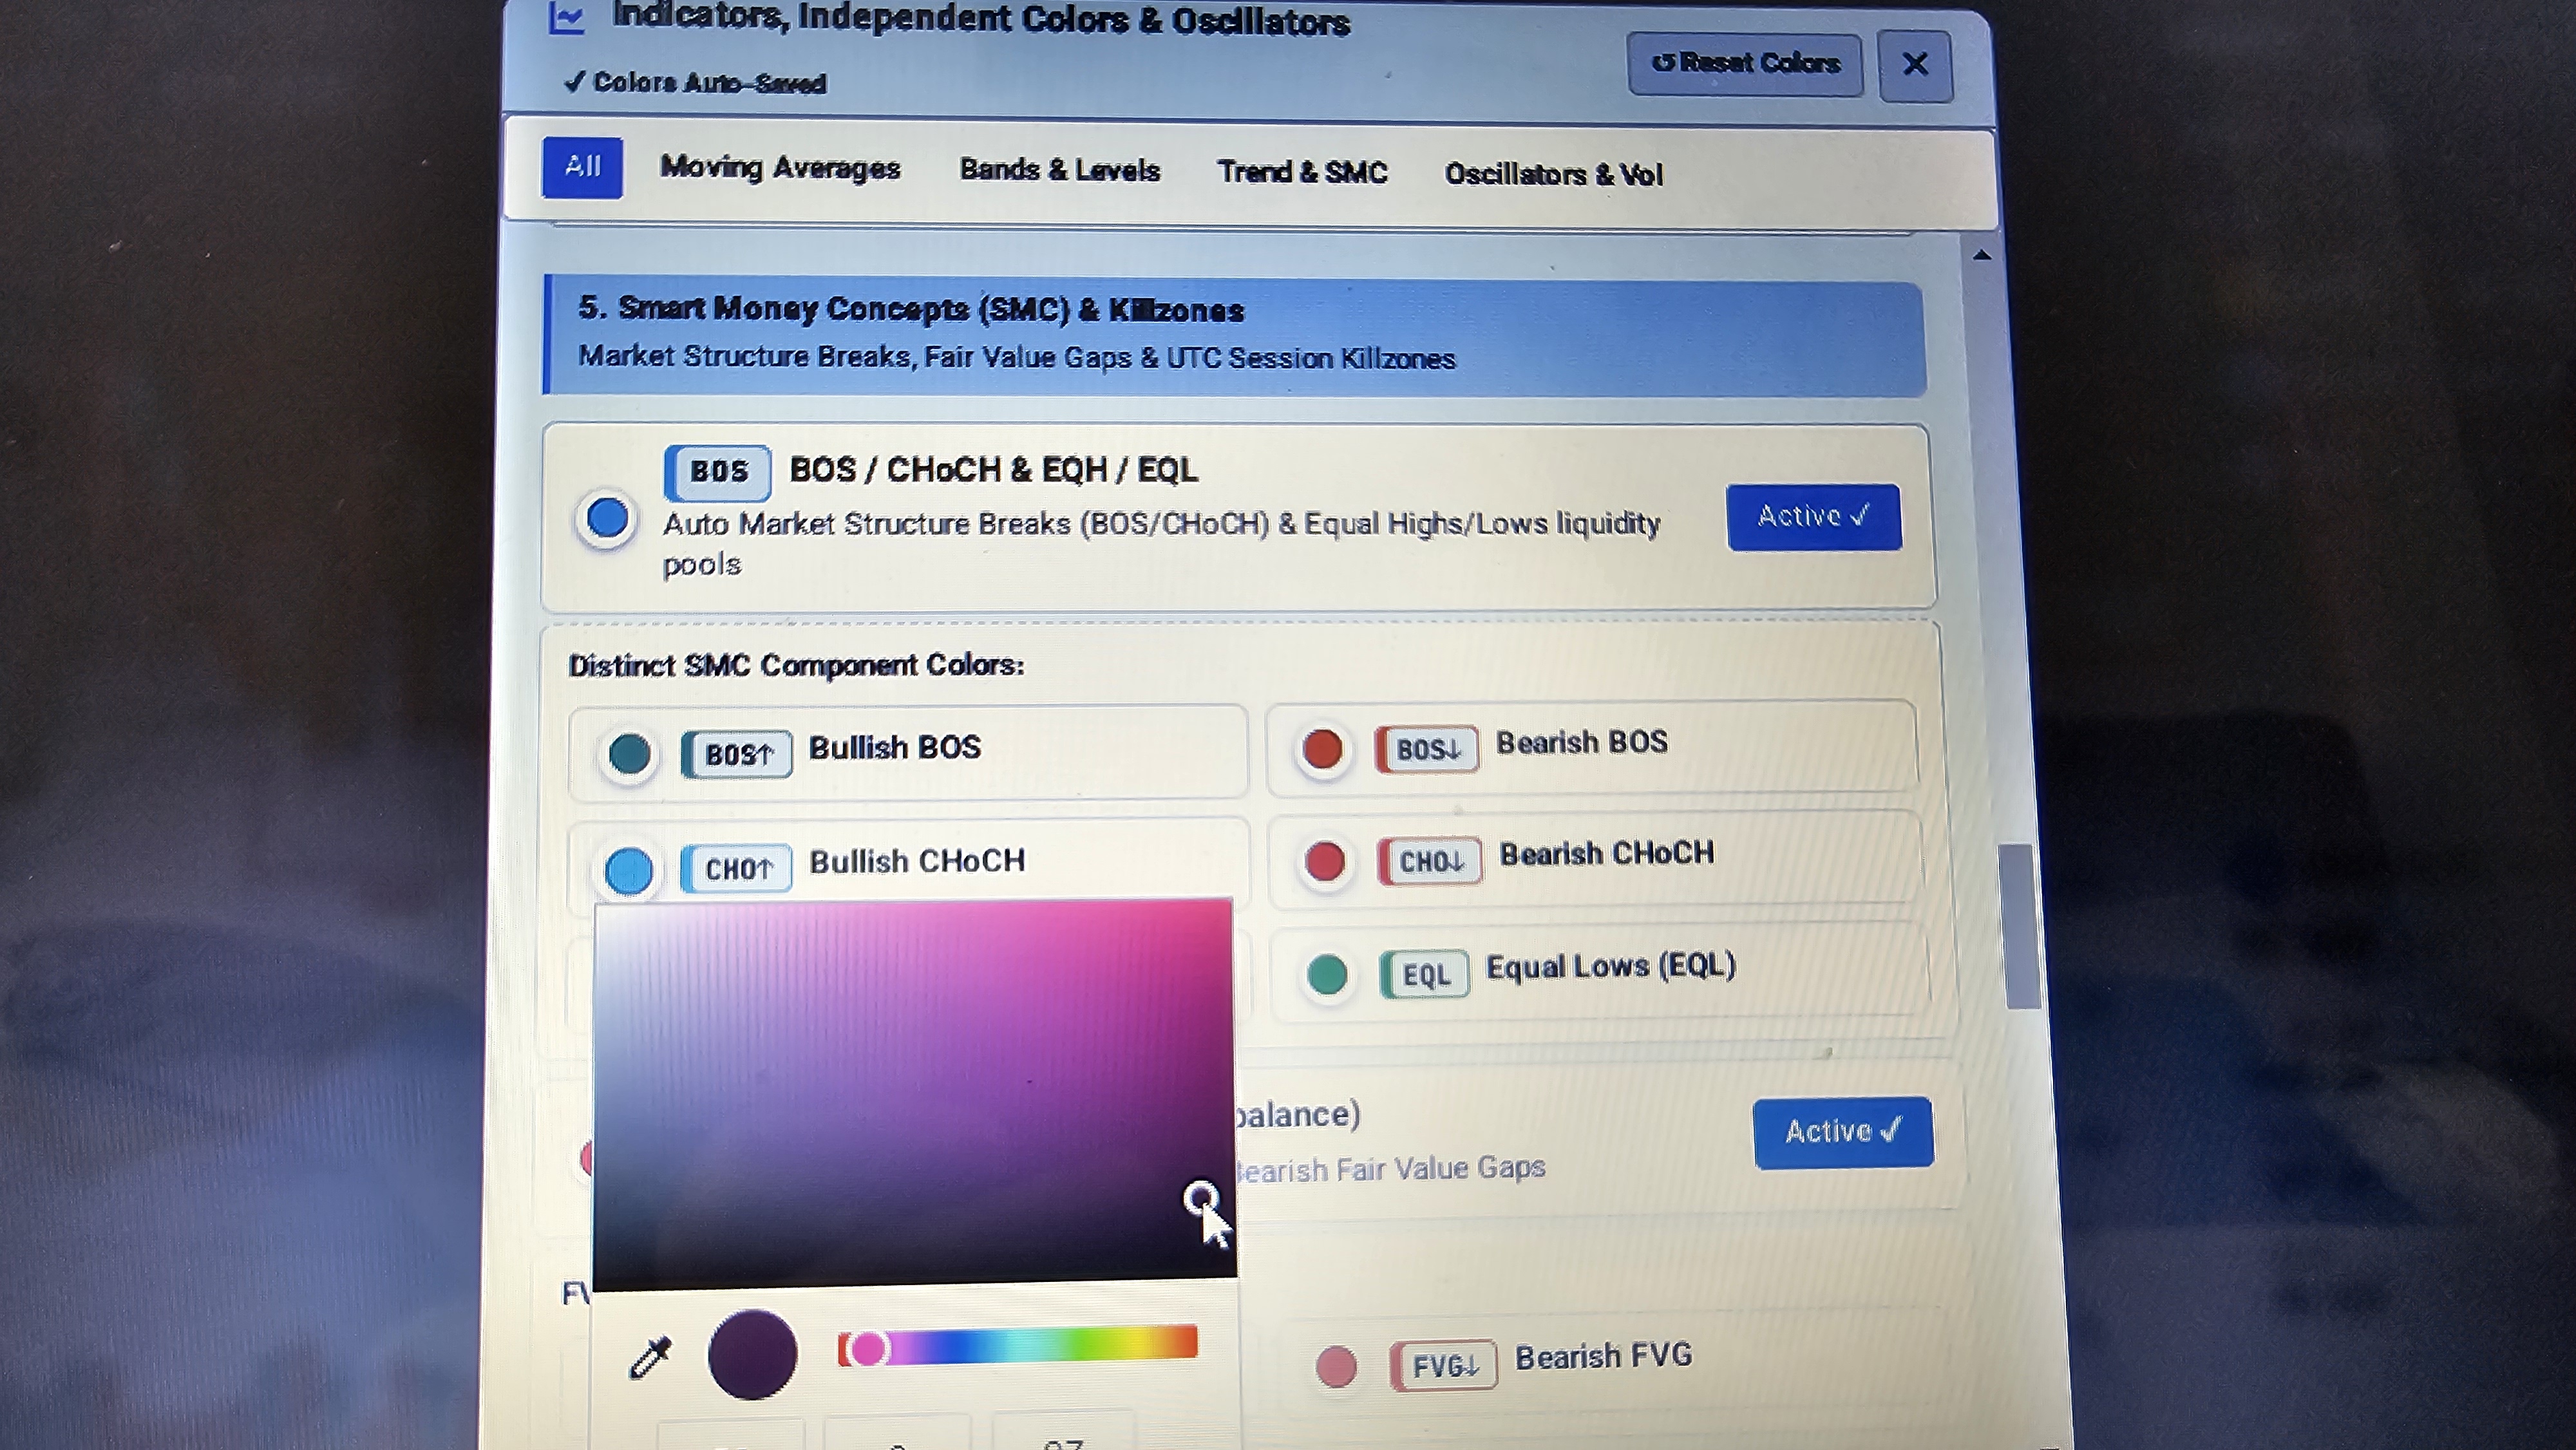 Indicators, Independent Colors & Oscillators
✓ Colors Auto-Saved
↺ Reset Colors
✕
All
Moving Averages
Bands & Levels
Trend & SMC
Oscillators & Vol
5. Smart Money Concepts (SMC) & Killzones
Market Structure Breaks, Fair Value Gaps & UTC Session Killzones
BOS
BOS / CHoCH & EQH / EQL
Auto Market Structure Breaks (BOS/CHoCH) & Equal Highs/Lows liquidity
pools
Active ✓
Distinct SMC Component Colors:
BOS↑ Bullish BOS
BOS↓ Bearish BOS
CHO↑ Bullish CHoCH
CHO↓ Bearish CHoCH
EQL Equal Lows (EQL)
balance)
Bearish Fair Value Gaps
Active ✓
FV
FVG↓ Bearish FVG